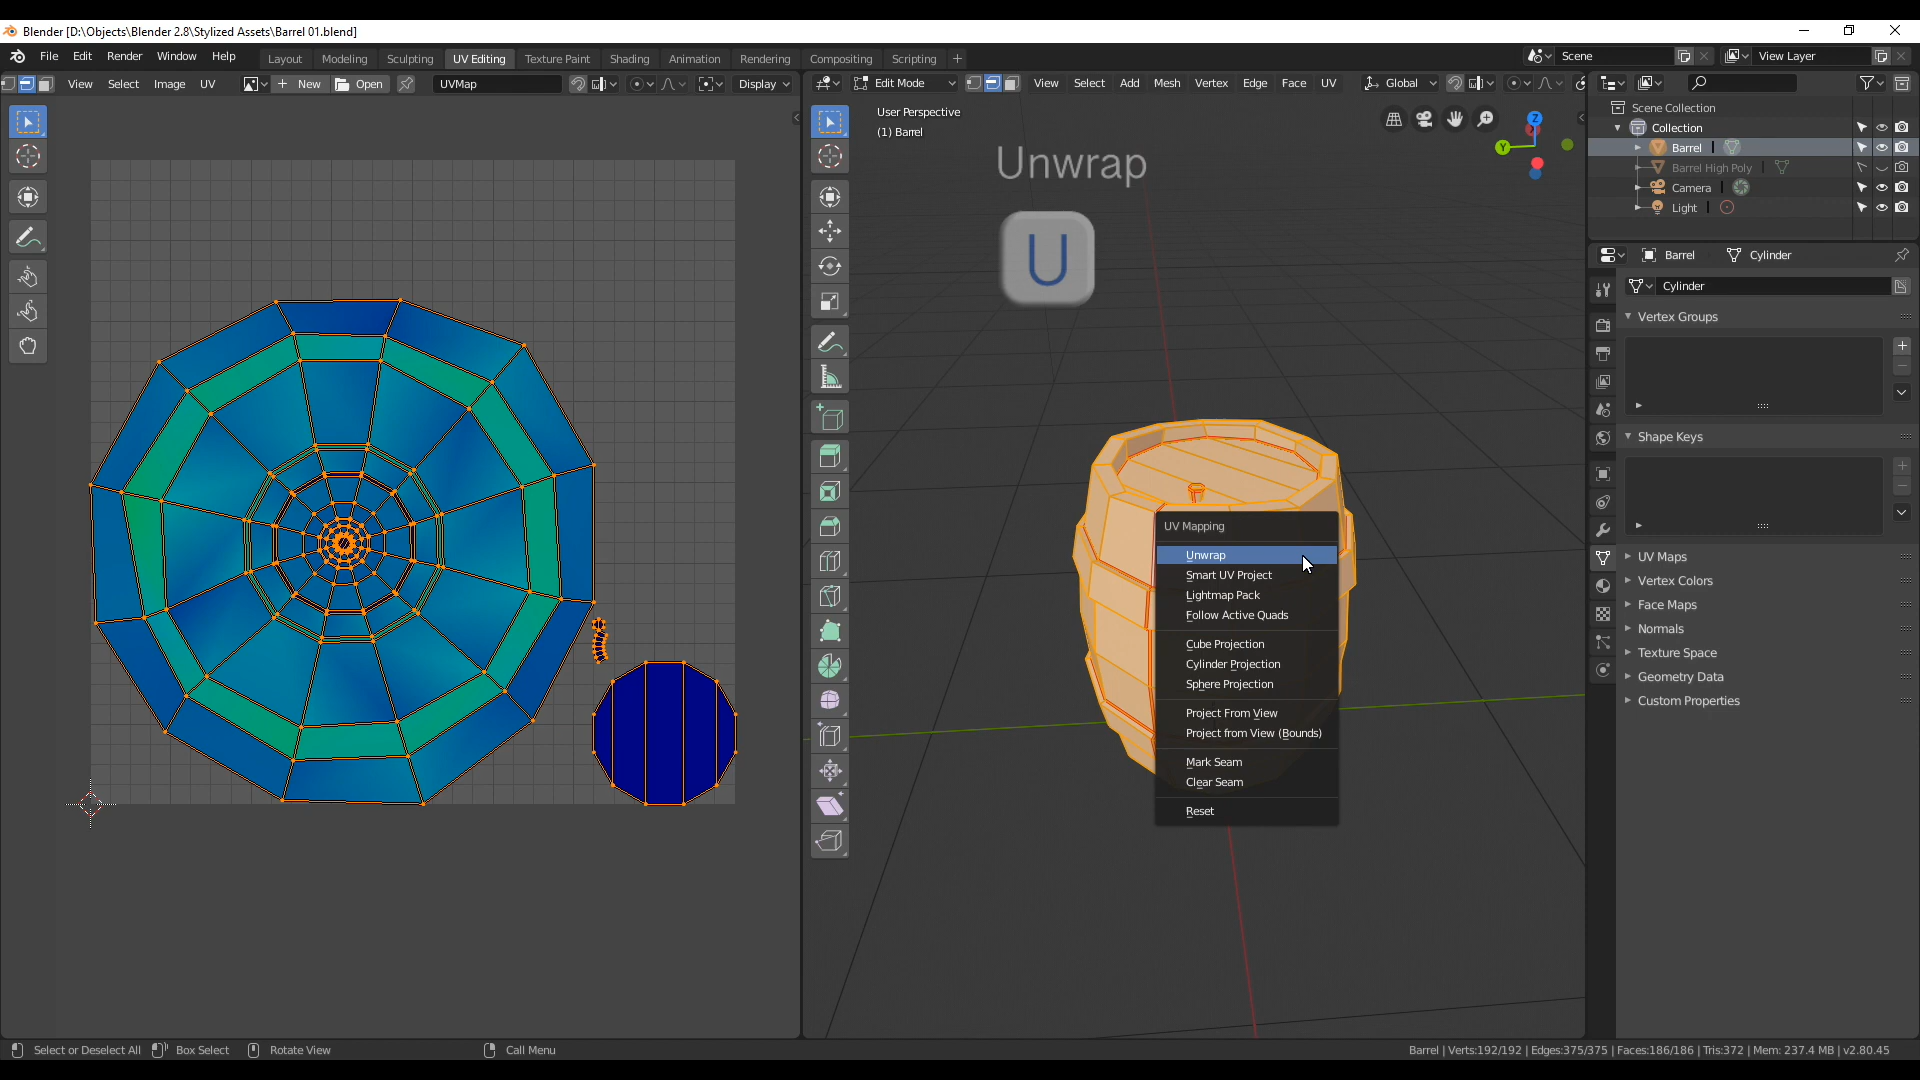 Blender [D:\Objects\Blender 2.8\Stylized Assets\Barrel 01.blend]
File Edit Render Window Help
Layout Modeling Sculpting UV Editing Texture Paint Shading Animation Rendering Compositing Scripting +
Scene
View Layer
View Select Image UV
+ New Open
UVMap
Display
Edit Mode
View Select Add Mesh Vertex Edge Face UV
Global
User Perspective
(1) Barrel
Unwrap
U
Z
Y
UV Mapping
Unwrap
Smart UV Project
Lightmap Pack
Follow Active Quads
Cube Projection
Cylinder Projection
Sphere Projection
Project From View
Project from View (Bounds)
Mark Seam
Clear Seam
Reset
Scene Collection
Collection
Barrel
Barrel High Poly
Camera
Light
Barrel Cylinder
Cylinder
Vertex Groups
Shape Keys
UV Maps
Vertex Colors
Face Maps
Normals
Texture Space
Geometry Data
Custom Properties
Select or Deselect All Box Select Rotate View Call Menu
Barrel | Verts:192/192 | Edges:375/375 | Faces:186/186 | Tris:372 | Mem: 237.4 MB | v2.80.45